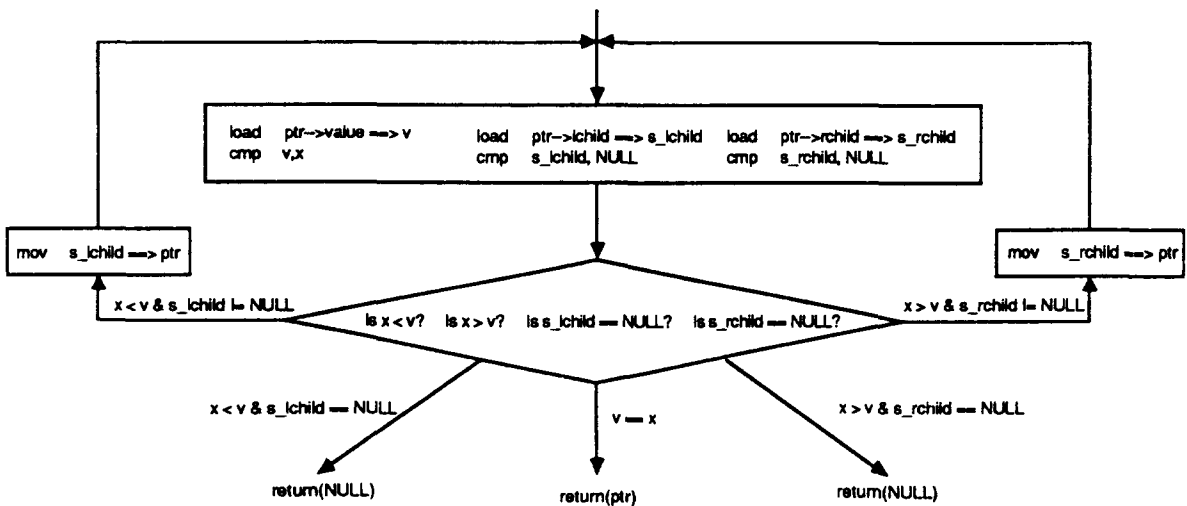 load ptr->value ==> v
cmp v,x
load ptr->lchild ==> s_lchild
cmp s_lchild, NULL
load ptr->rchild ==> s_rchild
cmp s_rchild, NULL
mov s_lchild ==> ptr
mov s_rchild ==> ptr
x < v & s_lchild != NULL
x > v & s_rchild != NULL
Is x < v? Is x > v? Is s_lchild == NULL? Is s_rchild == NULL?
x < v & s_lchild == NULL
v == x
x > v & s_rchild == NULL
return(NULL)
return(ptr)
return(NULL)